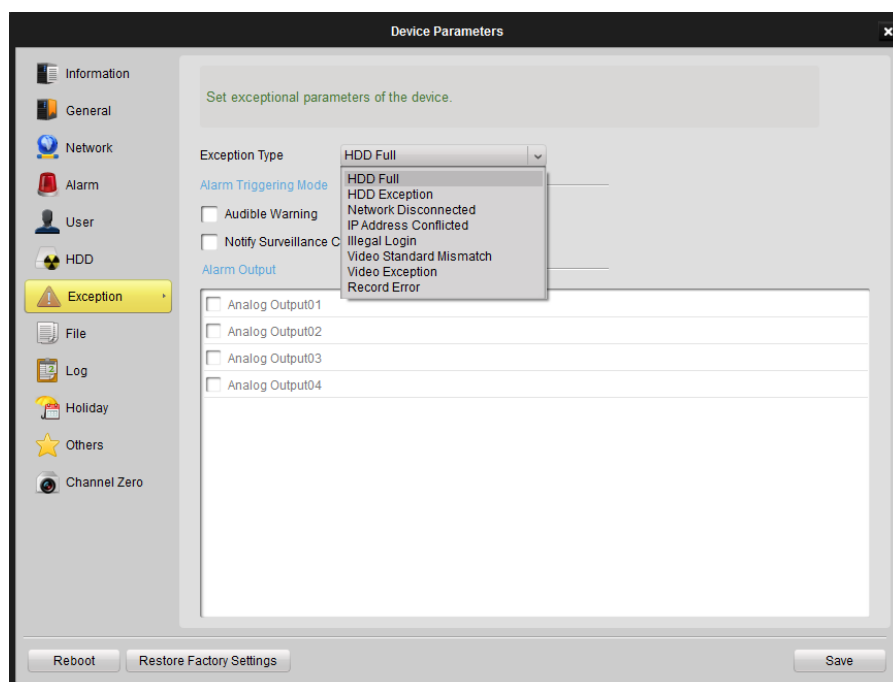 Device Parameters
Information
General
Network
Alarm
User
HDD
Exception
File
Log
Holiday
Others
Channel Zero
Set exceptional parameters of the device.
Exception Type HDD Full
HDD Full
HDD Exception
Network Disconnected
IP Address Conflicted
Illegal Login
Video Standard Mismatch
Video Exception
Record Error
Alarm Triggering Mode
Audible Warning
Notify Surveillance C
Alarm Output
Analog Output01
Analog Output02
Analog Output03
Analog Output04
Reboot Restore Factory Settings Save